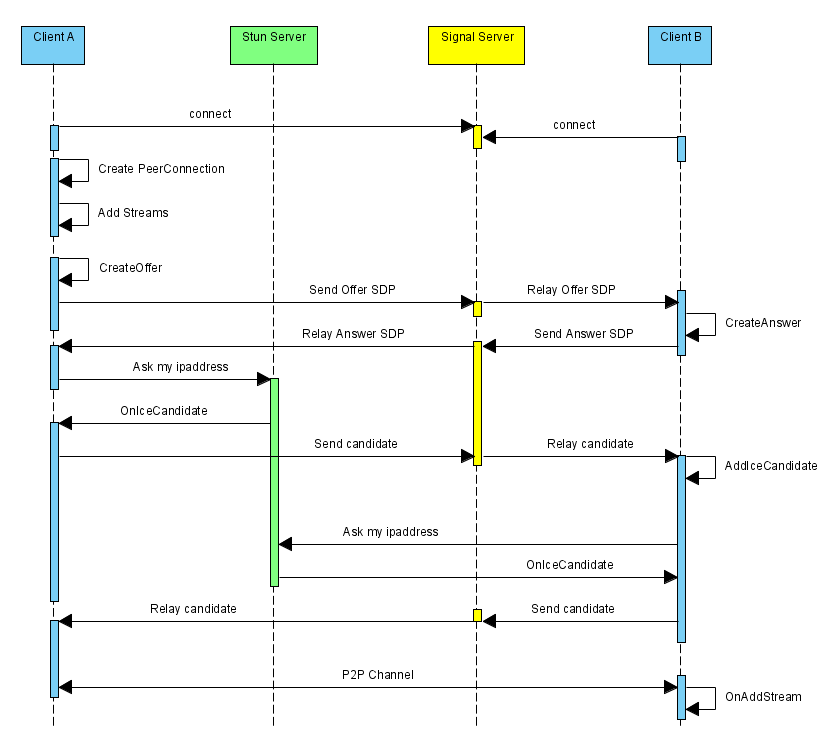 Client A
Stun Server
Signal Server
Client B
connect
connect
Create PeerConnection
Add Streams
CreateOffer
Send Offer SDP
Relay Offer SDP
CreateAnswer
Relay Answer SDP
Send Answer SDP
Ask my ipaddress
OnIceCandidate
Send candidate
Relay candidate
AddIceCandidate
Ask my ipaddress
OnIceCandidate
Relay candidate
Send candidate
P2P Channel
OnAddStream